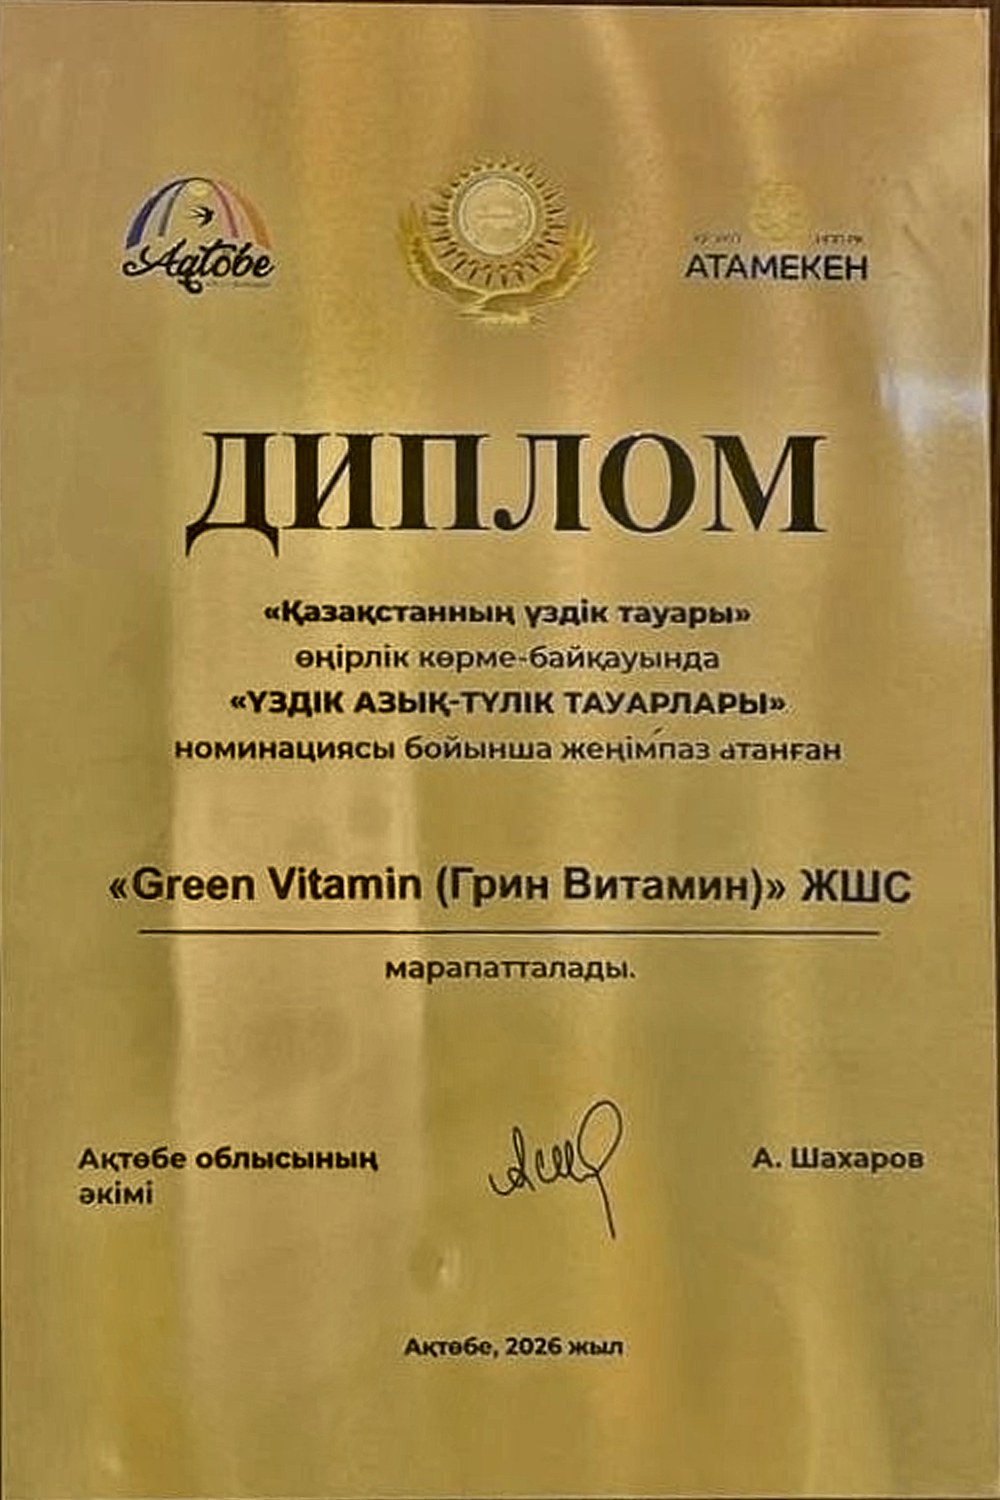 Aqtobe
АТАМЕКЕН
ДИПЛОМ
«Қазақстанның үздік тауары»
өңірлік көрме-байқауында
«ҮЗДІК АЗЫҚ-ТҮЛІК ТАУАРЛАРЫ»
номинациясы бойынша жеңімпаз атанған
«Green Vitamin (Грин Витамин)» ЖШС
марапатталады.
Ақтөбе облысының
әкімі
А. Шахаров
Ақтөбе, 2026 жыл